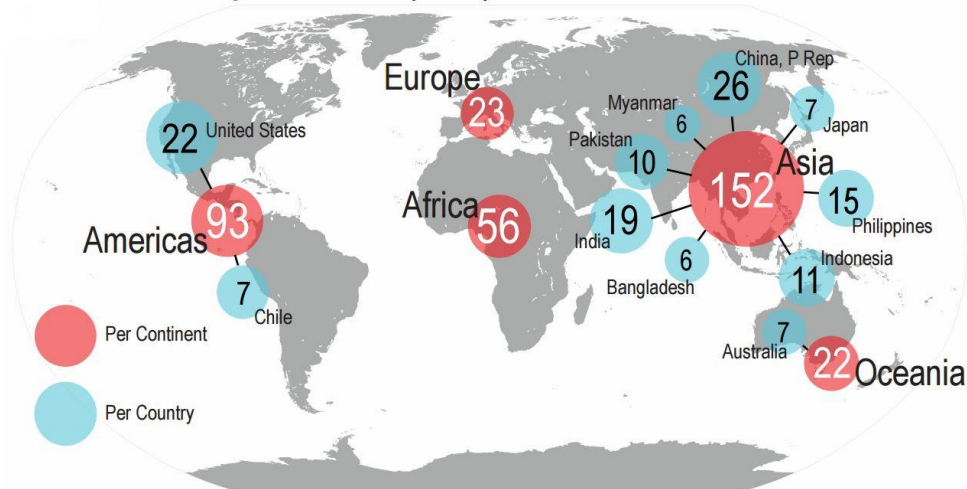 Europe
23
China, P Rep
26
Myanmar
6
7
Japan
22
United States
Pakistan
10
Asia
152
Africa
56
19
India
15
Philippines
93
Americas
6
Bangladesh
Indonesia
11
7
Chile
7
Australia
22
Oceania
Per Continent
Per Country